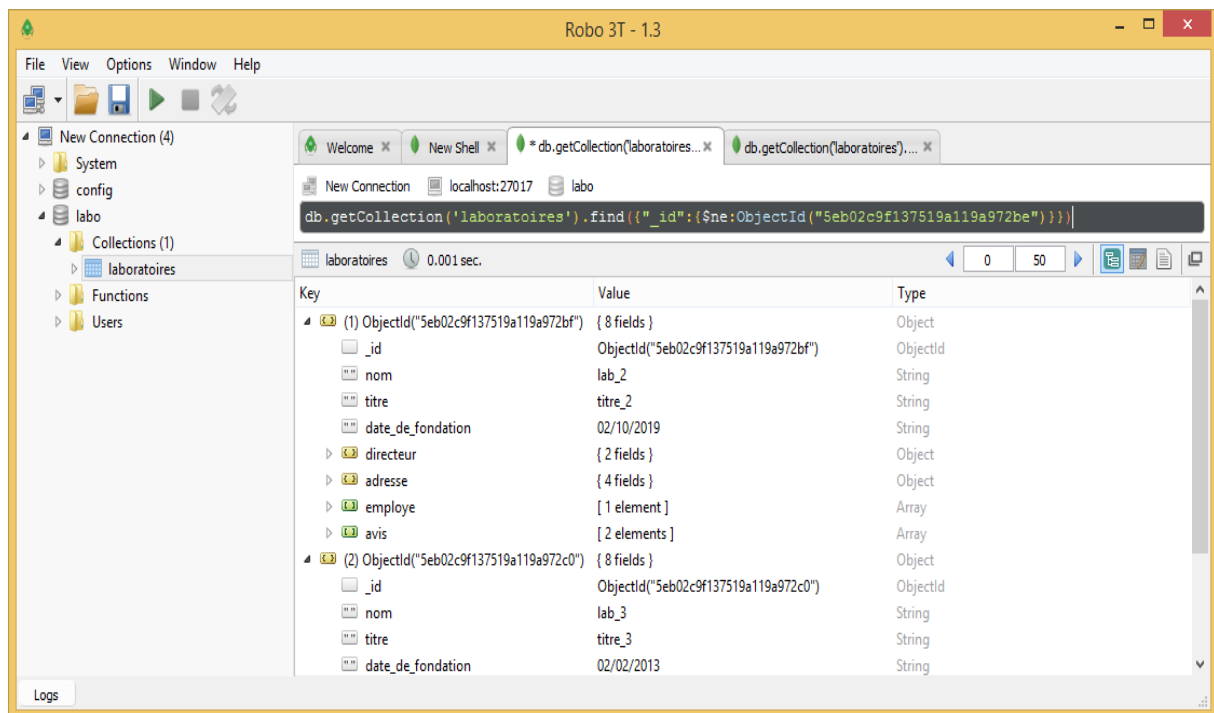 Robo 3T - 1.3
File View Options Window Help
New Connection (4)
System
config
labo
Collections (1)
laboratoires
Functions
Users
Welcome New Shell * db.getCollection('laboratoires... db.getCollection('laboratoires')....
New Connection localhost:27017 labo
db.getCollection('laboratoires').find({"_id":{$ne:ObjectId("5eb02c9f137519a119a972be")}})
laboratoires 0.001 sec. 0 50
Key Value Type
(1) ObjectId("5eb02c9f137519a119a972bf") { 8 fields } Object
_id ObjectId("5eb02c9f137519a119a972bf") ObjectId
nom lab_2 String
titre titre_2 String
date_de_fondation 02/10/2019 String
directeur { 2 fields } Object
adresse { 4 fields } Object
employe [ 1 element ] Array
avis [ 2 elements ] Array
(2) ObjectId("5eb02c9f137519a119a972c0") { 8 fields } Object
_id ObjectId("5eb02c9f137519a119a972c0") ObjectId
nom lab_3 String
titre titre_3 String
date_de_fondation 02/02/2013 String
Logs